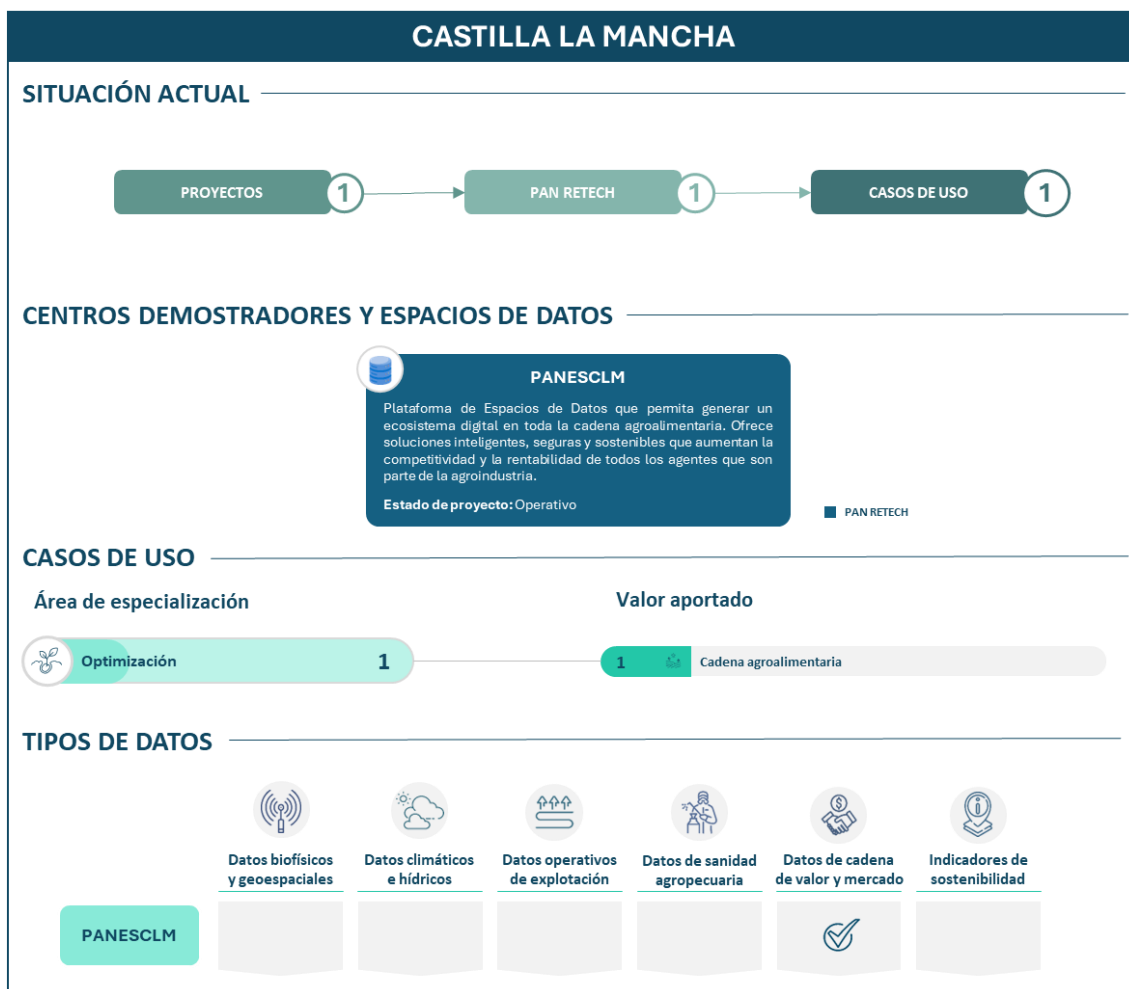 CASTILLA LA MANCHA
SITUACIÓN ACTUAL
PROYECTOS 1
PAN RETECH 1
CASOS DE USO 1
CENTROS DEMOSTRADORES Y ESPACIOS DE DATOS
PANESCLM
Plataforma de Espacios de Datos que permita generar un
ecosistema digital en toda la cadena agroalimentaria. Ofrece
soluciones inteligentes, seguras y sostenibles que aumentan la
competitividad y la rentabilidad de todos los agentes que son
parte de la agroindustria.
Estado de proyecto: Operativo
PAN RETECH
CASOS DE USO
Área de especialización
Valor aportado
Optimización 1
1 Cadena agroalimentaria
TIPOS DE DATOS
Datos biofísicos
y geoespaciales
Datos climáticos
e hídricos
Datos operativos
de explotación
Datos de sanidad
agropecuaria
Datos de cadena
de valor y mercado
Indicadores de
sostenibilidad
PANESCLM